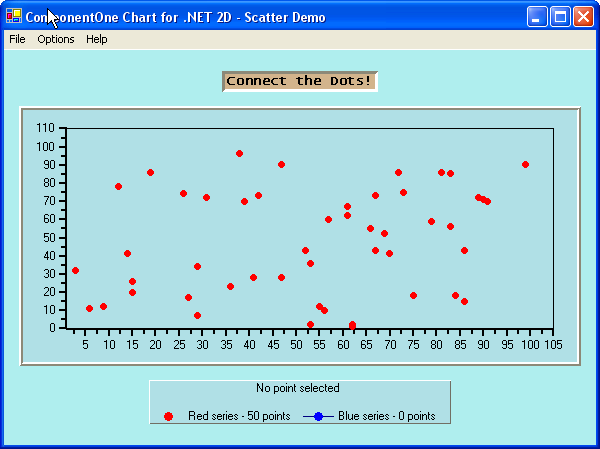 ComponentOne Chart for .NET 2D - Scatter Demo
File Options Help
Connect the Dots!
110
100
90
80
70
60
50
40
30
20
10
0
5 10 15 20 25 30 35 40 45 50 55 60 65 70 75 80 85 90 95 100 105
No point selected
Red series - 50 points Blue series - 0 points